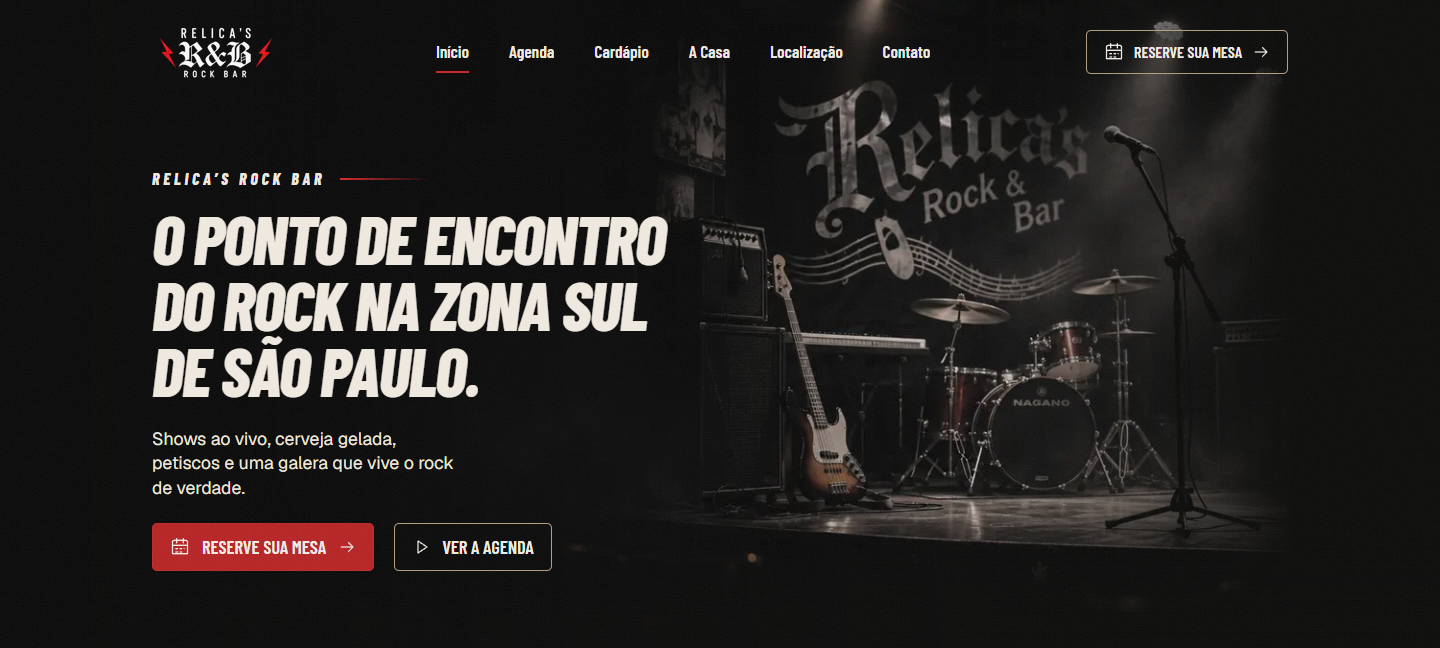 RELICA'S
R&B
ROCK BAR
Início
Agenda
Cardápio
A Casa
Localização
Contato
RESERVE SUA MESA
Relica's
Rock &
Bar
RELICA'S ROCK BAR
O PONTO DE ENCONTRO
DO ROCK NA ZONA SUL
DE SÃO PAULO.
NAGANO
Shows ao vivo, cerveja gelada,
petiscos e uma galera que vive o rock
de verdade.
RESERVE SUA MESA
VER A AGENDA